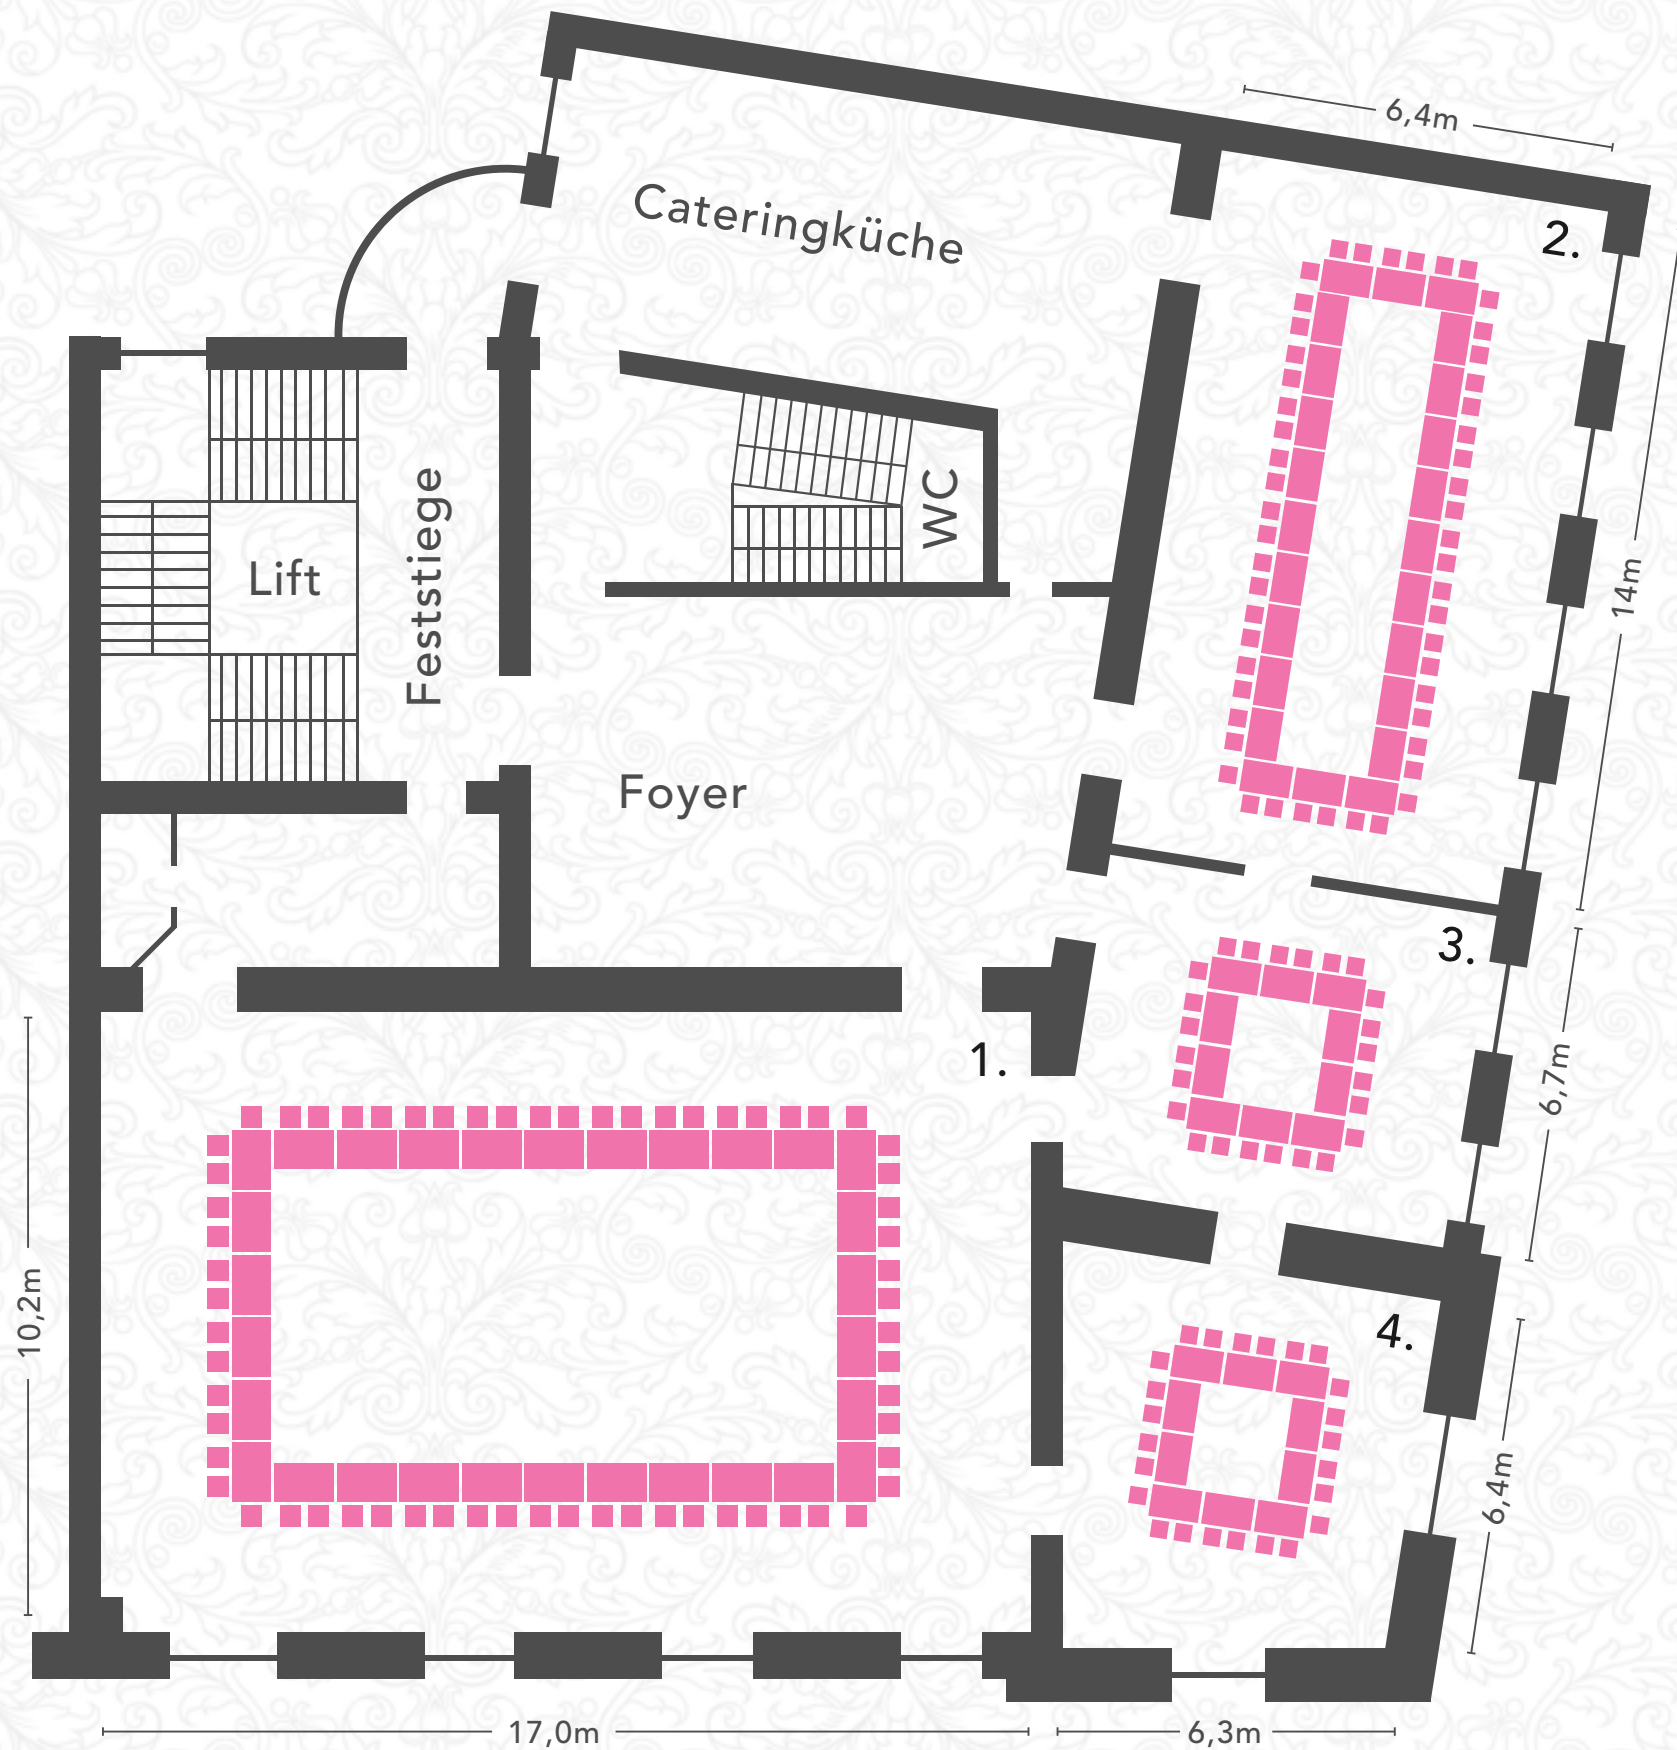 6,4m
Cateringküche
2.
WC
Feststiege
Lift
14m
Foyer
3.
1.
6,7m
10,2m
4.
6,4m
17,0m
6,3m